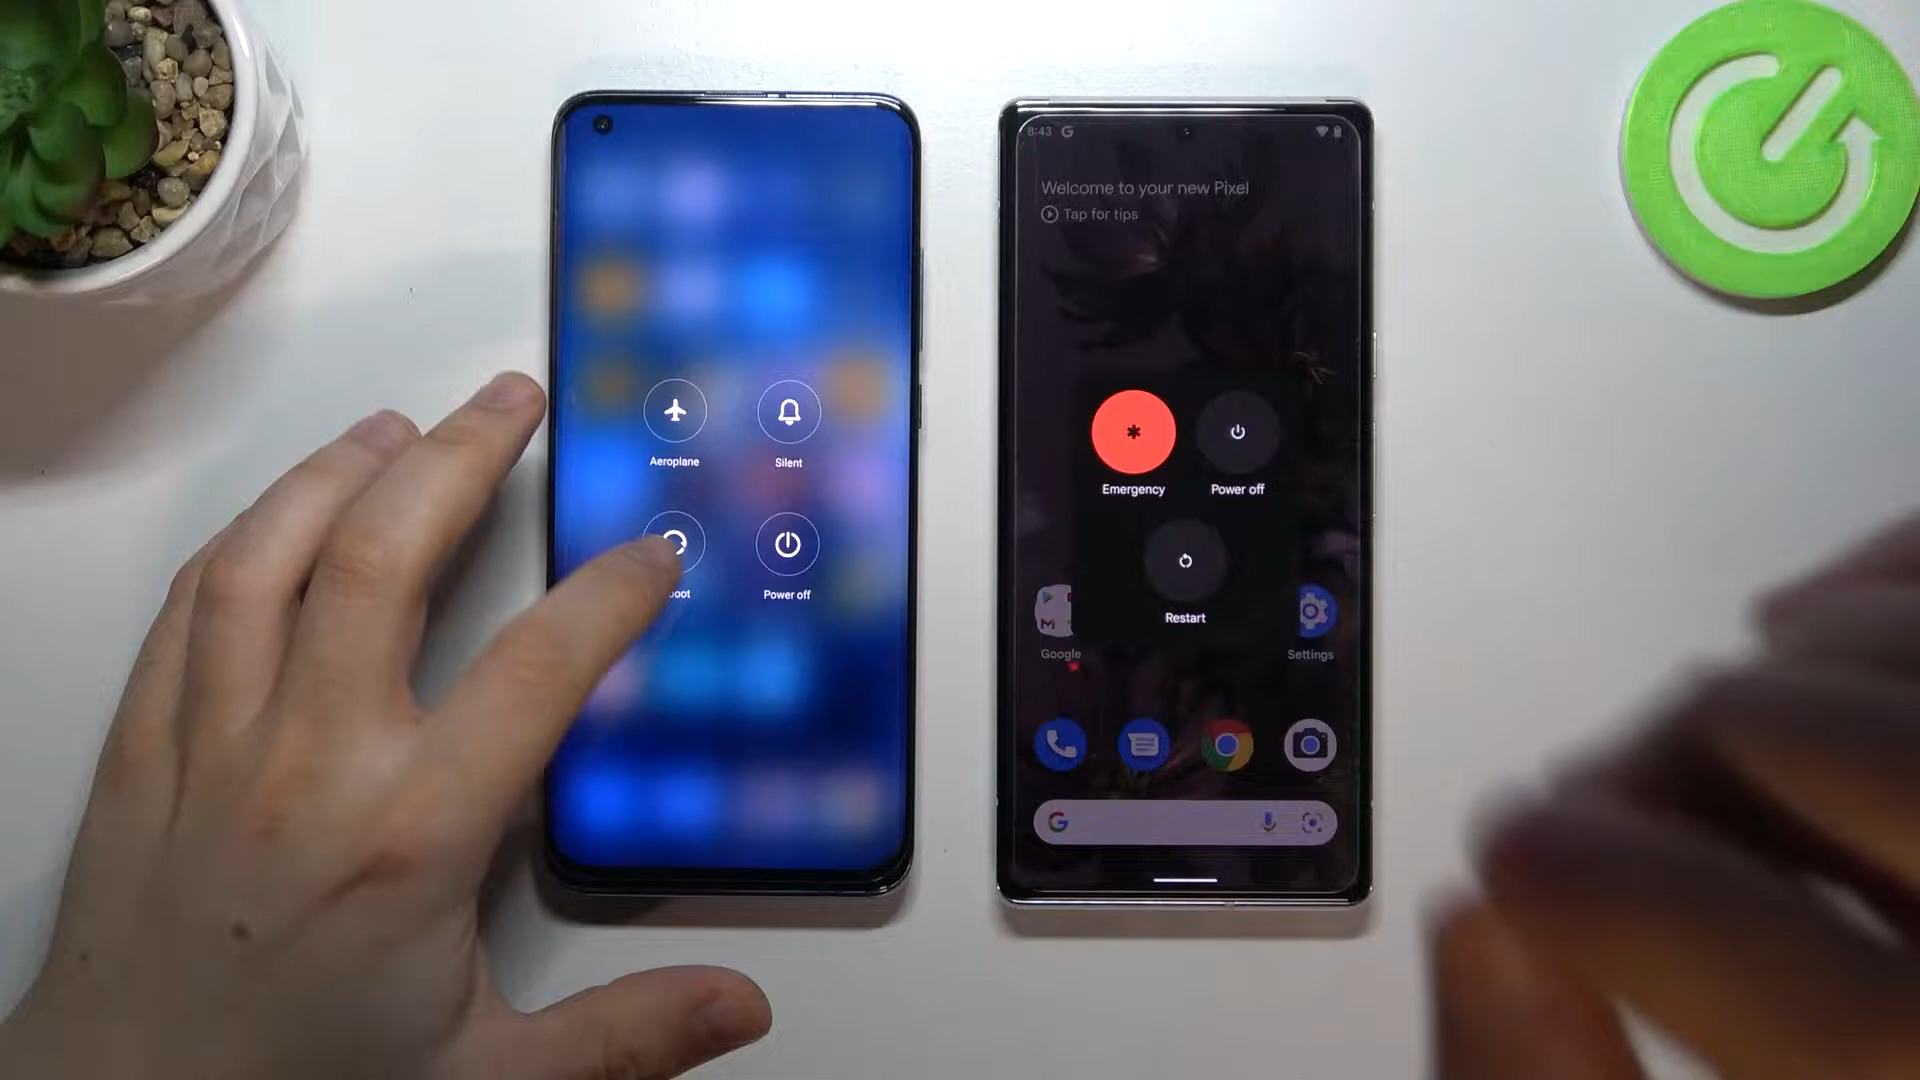 Aeroplane
Silent
boot
Power off
8:43
Welcome to your new Pixel
Tap for tips
Emergency
Power off
Restart
Google
Settings